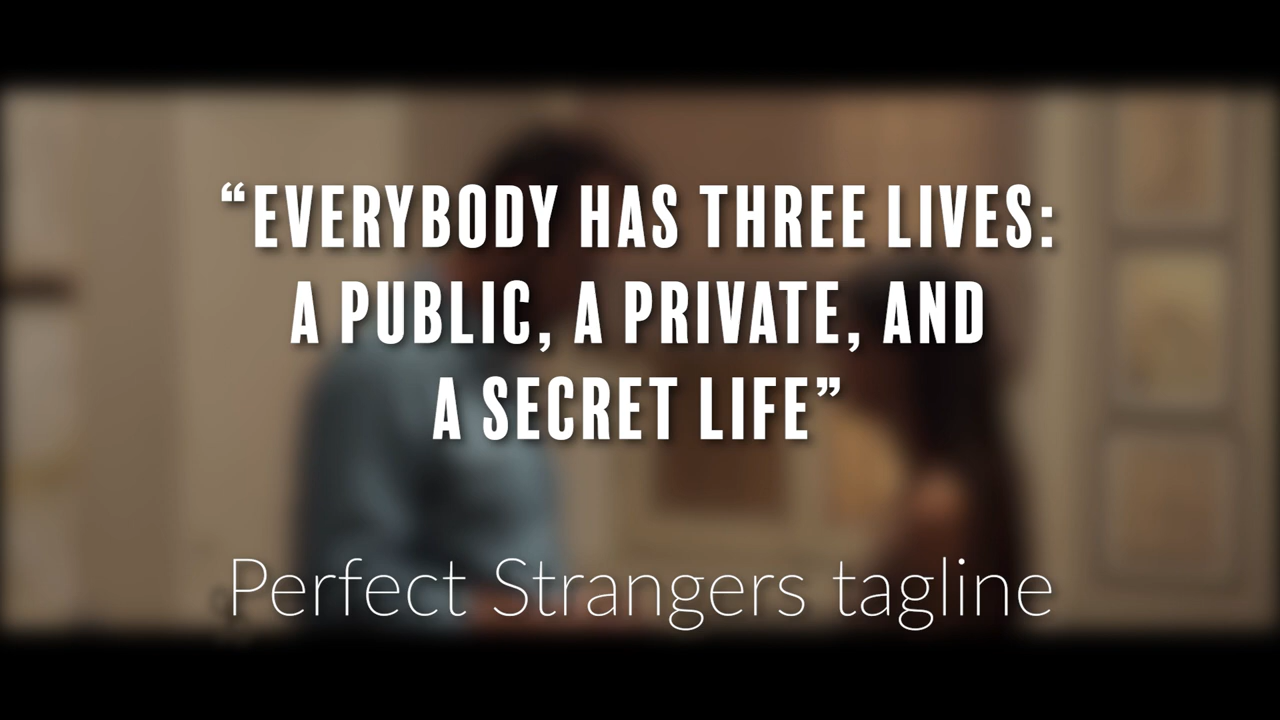 “EVERYBODY HAS THREE LIVES:
A PUBLIC, A PRIVATE, AND
A SECRET LIFE”
Perfect Strangers tagline